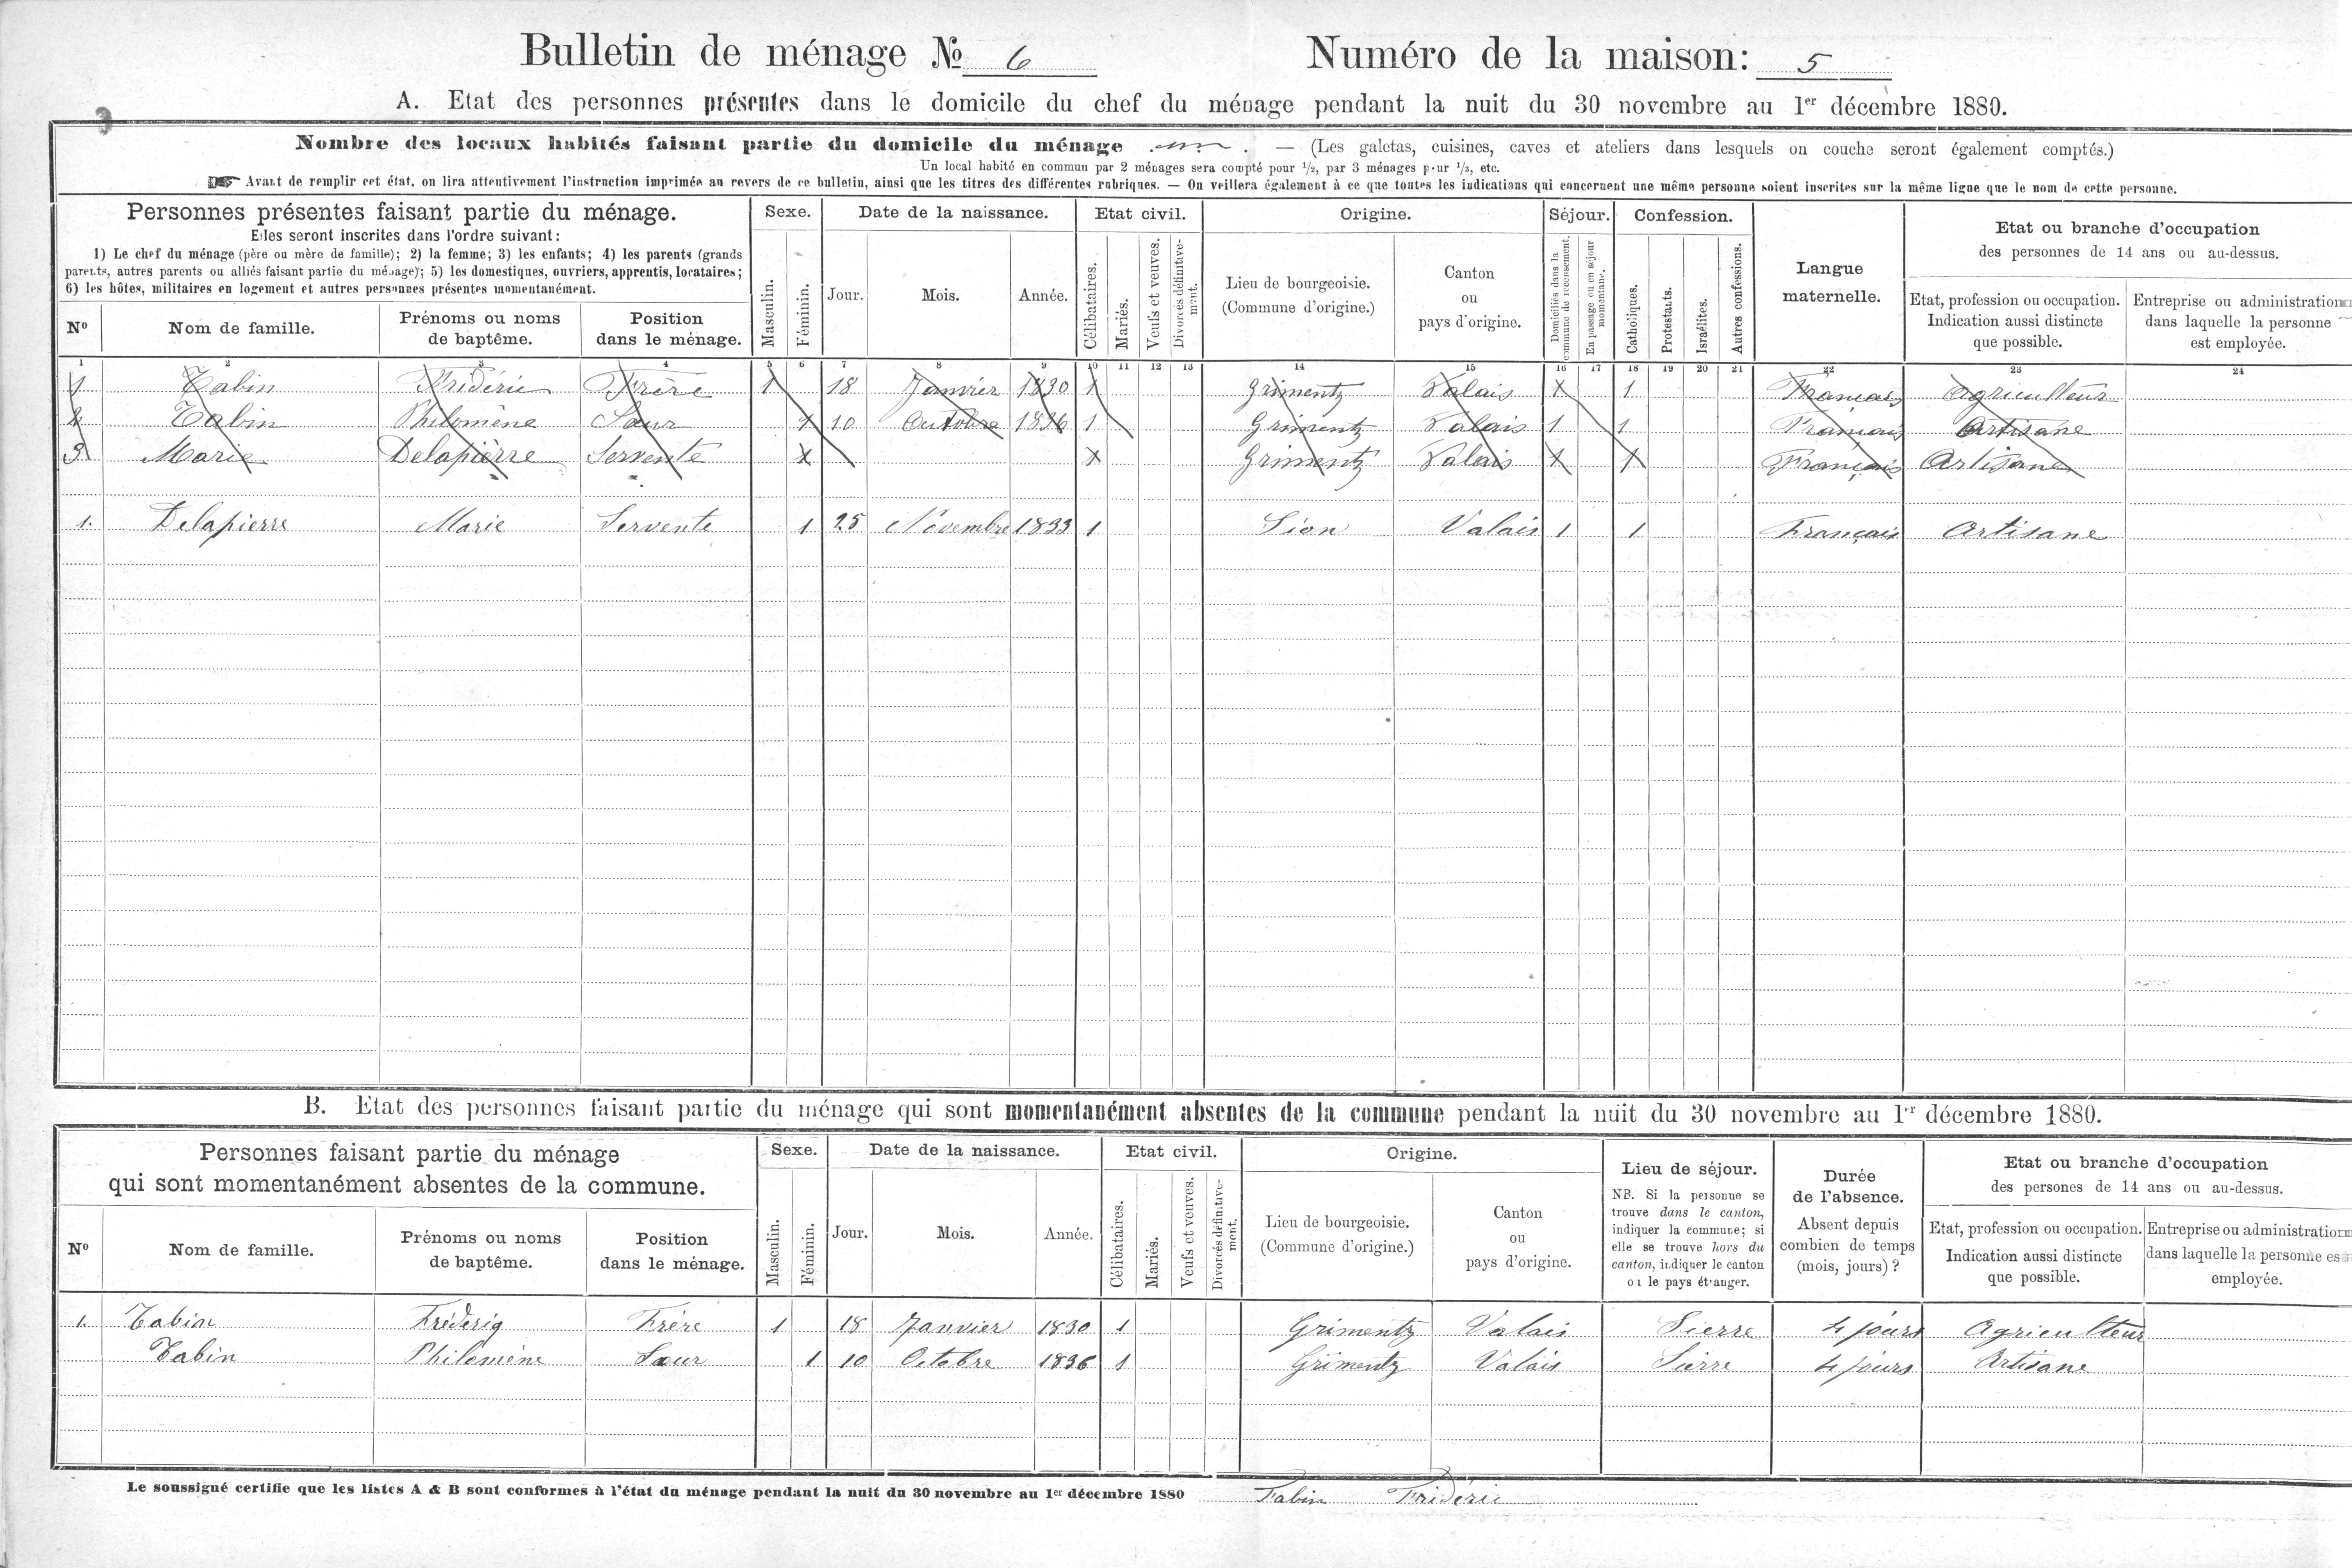 Bulletin de ménage № 6 Numéro de la maison: 5
A. Etat des personnes présentes dans le domicile du chef du ménage pendant la nuit du 30 novembre au 1er décembre 1880.
Nombre des locaux habités faisant partie du domicile du ménage un. — (Les galetas, cuisines, caves et ateliers dans lesquels on couche seront également comptés.)
Un local habité en commun par 2 ménages sera compté pour 1/2, par 3 ménages pour 1/3, etc.
Avant de remplir cet état, on lira attentivement l'instruction imprimée au revers de ce bulletin, ainsi que les titres des différentes rubriques. — On veillera également à ce que toutes les indications qui concernent une même personne soient inscrites sur la même ligne que le nom de cette personne.
Personnes présentes faisant partie du ménage.
Elles seront inscrites dans l'ordre suivant:
1) Le chef du ménage (père ou mère de famille); 2) la femme; 3) les enfants; 4) les parents (grands
parents, autres parents ou alliés faisant partie du ménage); 5) les domestiques, ouvriers, apprentis, locataires;
6) les hôtes, militaires en logement et autres personnes présentes momentanément.
Nº
Nom de famille.
Prénoms ou noms
de baptême.
Position
dans le ménage.
Sexe.
Masculin.
Féminin.
Date de la naissance.
Jour.
Mois.
Année.
Etat civil.
Célibataires.
Mariés.
Veufs et veuves.
Divorcés définitive-
ment.
Origine.
Lieu de bourgeoisie.
(Commune d'origine.)
Canton
ou
pays d'origine.
Séjour.
Domiciliés dans la
commune de recensement.
En passage ou en séjour
momentané.
Confession.
Catholiques.
Protestants.
Israélites.
Autres confessions.
Langue
maternelle.
Etat ou branche d'occupation
des personnes de 14 ans ou au-dessus.
Etat, profession ou occupation.
Indication aussi distincte
que possible.
Entreprise ou administration
dans laquelle la personne
est employée.
1 2 3 4 5 6 7 8 9 10 11 12 13 14 15 16 17 18 19 20 21 22 23 24
1 Tabin Fridéric Frère 1 18 Janvier 1830 1 Grimentz Valais 1 1 Français Agriculteur
2 Tabin Philomène Sœur 1 10 Octobre 1836 1 Grimentz Valais 1 1 Français Artisane
3 Marie Delapièrre Servente 1 1 Grimentz Valais 1 1 Français Artisane
1. Delapierre Marie Servente 1 25 Novembre 1833 1 Sion Valais 1 1 Français Artisane
B. Etat des personnes faisant partie du ménage qui sont momentanément absentes de la commune pendant la nuit du 30 novembre au 1er décembre 1880.
Personnes faisant partie du ménage
qui sont momentanément absentes de la commune.
Nº
Nom de famille.
Prénoms ou noms
de baptême.
Position
dans le ménage.
Sexe.
Masculin.
Féminin.
Date de la naissance.
Jour.
Mois.
Année.
Etat civil.
Célibataires.
Mariés.
Veufs et veuves.
Divorcés définitive-
ment.
Origine.
Lieu de bourgeoisie.
(Commune d'origine.)
Canton
ou
pays d'origine.
Lieu de séjour.
NB. Si la personne se
trouve dans le canton,
indiquer la commune; si
elle se trouve hors du
canton, indiquer le canton
ou le pays étranger.
Durée
de l'absence.
Absent depuis
combien de temps
(mois, jours)?
Etat ou branche d'occupation
des persones de 14 ans ou au-dessus.
Etat, profession ou occupation.
Indication aussi distincte
que possible.
Entreprise ou administration
dans laquelle la personne es
employée.
1. Tabin Fréderig Frère 1 18 Janvier 1830 1 Grimentz Valais Sierre 4 jours Agriculteur
Tabin Philomène Sœur 1 10 Octobre 1836 1 Grimentz Valais Sierre 4 jours Artisane
Le soussigné certifie que les listes A & B sont conformes à l'état du ménage pendant la nuit du 30 novembre au 1er décembre 1880 Tabin Fridéric